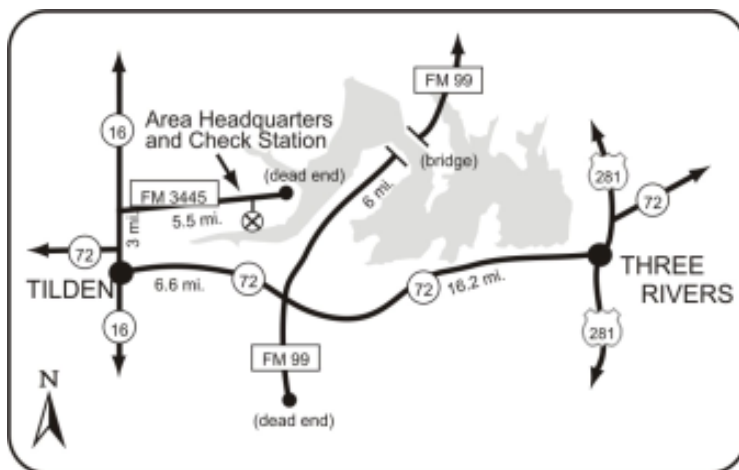 FM 99
16
Area Headquarters
and Check Station
(dead end)
(bridge)
FM 3445
5.5 mi.
3 mi.
6 mi.
281
72
72
TILDEN
6.6 mi.
72
72
16.2 mi.
THREE
RIVERS
16
281
FM 99
N
(dead end)